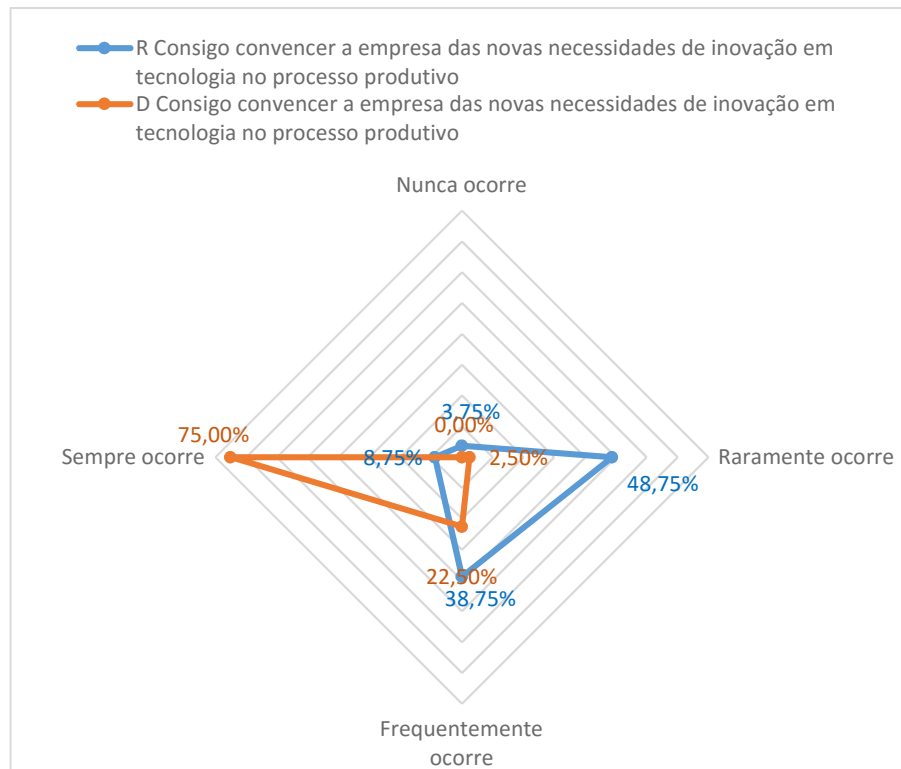 R Consigo convencer a empresa das novas necessidades de inovação em
tecnologia no processo produtivo
D Consigo convencer a empresa das novas necessidades de inovação em
tecnologia no processo produtivo
Nunca ocorre
3,75%
0,00%
75,00%
Sempre ocorre
8,75%
2,50%
Raramente ocorre
48,75%
22,50%
38,75%
Frequentemente
ocorre